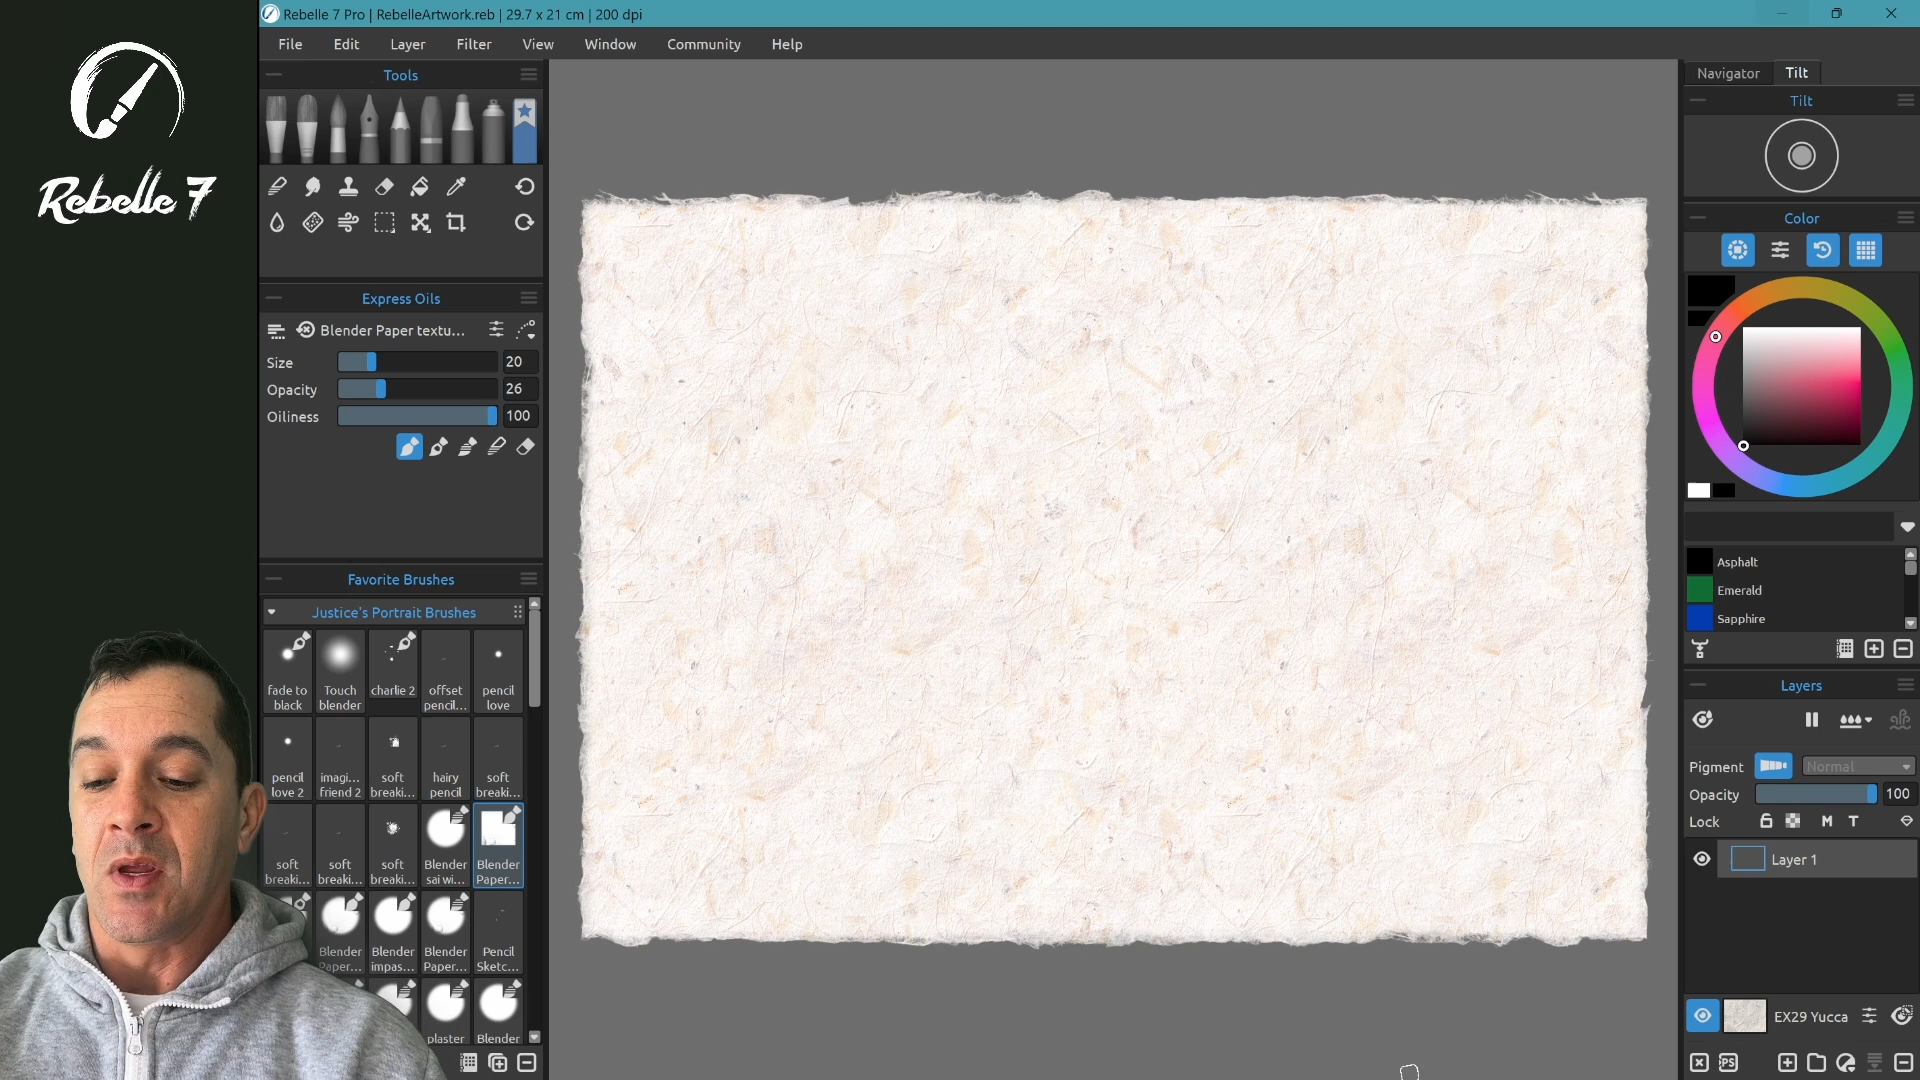 Rebelle 7 Pro | RebelleArtwork.reb | 29.7 x 21 cm | 200 dpi
File Edit Layer Filter View Window Community Help
Rebelle 7
Tools
Express Oils
Blender Paper textu...
Size 20
Opacity 26
Oiliness 100
Favorite Brushes
Justice's Portrait Brushes
fade to black
Touch blender
charlie 2
offset pencil...
pencil love
pencil love 2
imagi... friend 2
soft breaki...
hairy pencil
soft breaki...
soft breaki...
soft breaki...
soft breaki...
Blender sai wi...
Blender Paper...
Blender Paper...
Blender impas...
Blender Paper...
Pencil Sketc...
plaster
Blender
Navigator Tilt
Tilt
Color
Asphalt
Emerald
Sapphire
Layers
Pigment Normal
Opacity 100
Lock M T
Layer 1
EX29 Yucca
PS